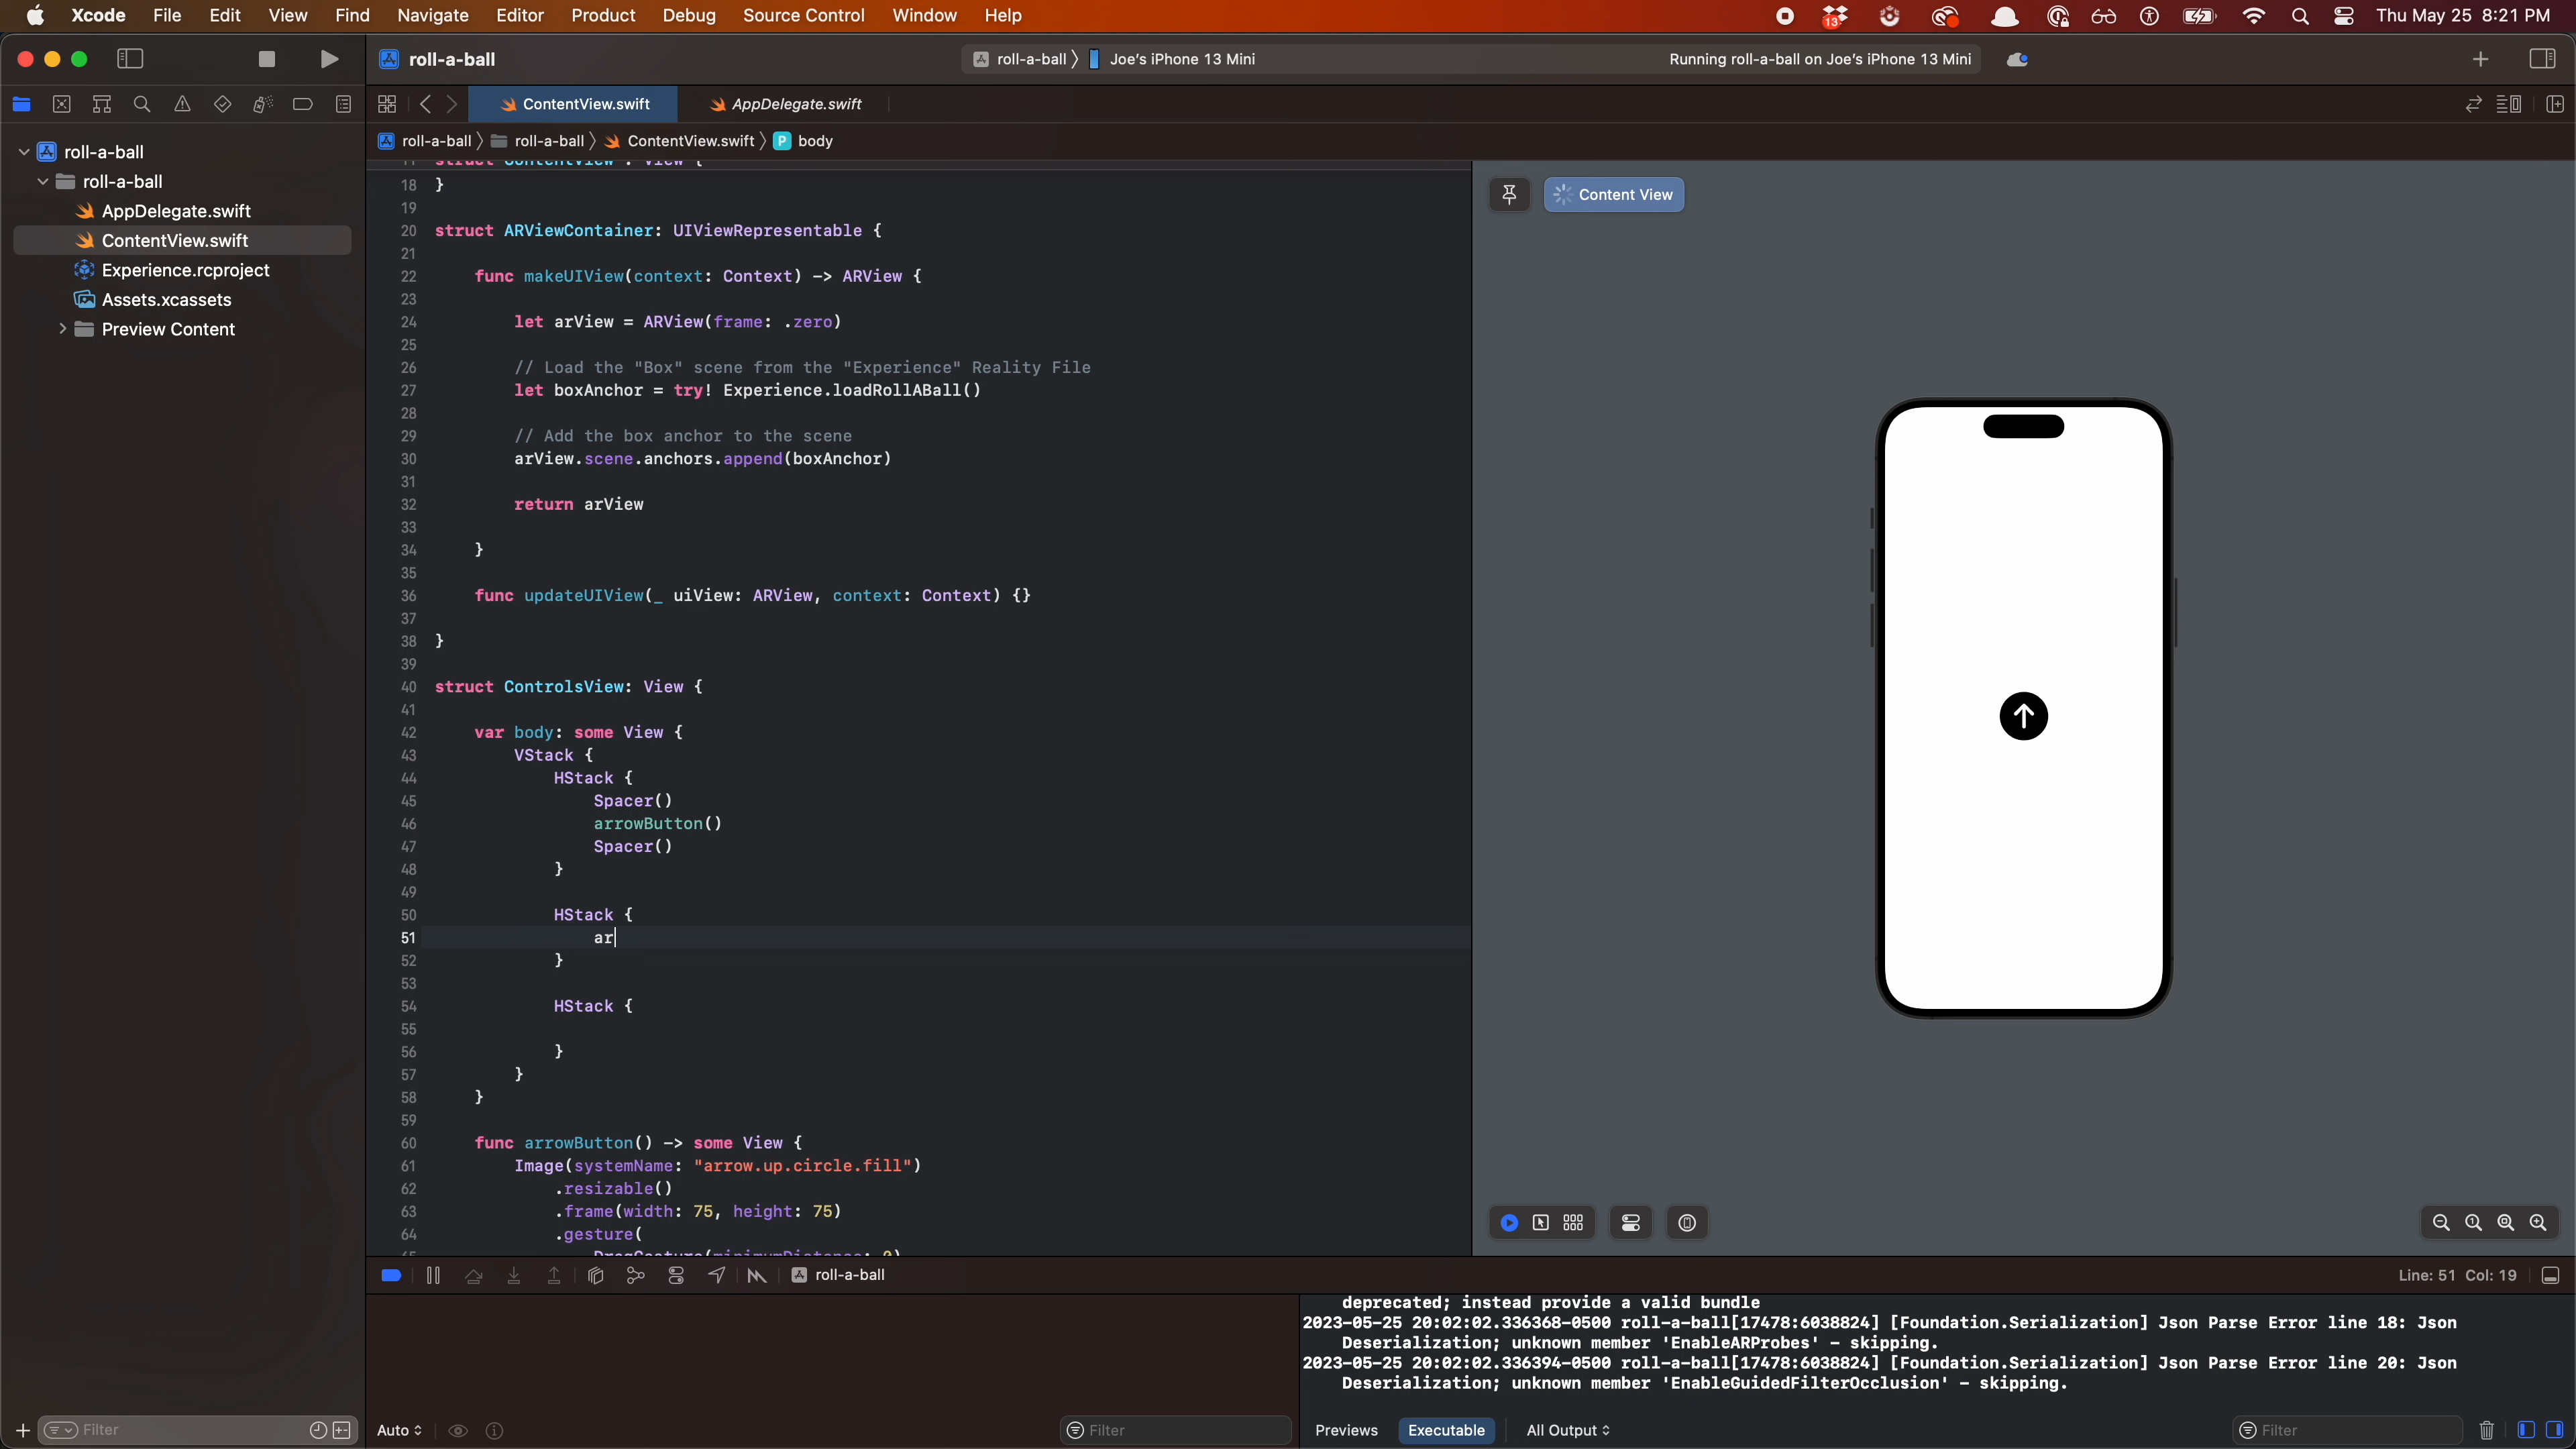 Xcode File Edit View Find Navigate Editor Product Debug Source Control Window Help 13 Thu May 25 8:21 PM
roll-a-ball roll-a-ball Joe's iPhone 13 Mini Running roll-a-ball on Joe's iPhone 13 Mini
ContentView.swift AppDelegate.swift
roll-a-ball roll-a-ball ContentView.swift P body
roll-a-ball
roll-a-ball
AppDelegate.swift
ContentView.swift
Experience.rcproject
Assets.xcassets
Preview Content
17 struct ContentView : View {
18 }
19
20 struct ARViewContainer: UIViewRepresentable {
21
22 func makeUIView(context: Context) -> ARView {
23
24 let arView = ARView(frame: .zero)
25
26 // Load the "Box" scene from the "Experience" Reality File
27 let boxAnchor = try! Experience.loadRollABall()
28
29 // Add the box anchor to the scene
30 arView.scene.anchors.append(boxAnchor)
31
32 return arView
33
34 }
35
36 func updateUIView(_ uiView: ARView, context: Context) {}
37
38 }
39
40 struct ControlsView: View {
41
42 var body: some View {
43 VStack {
44 HStack {
45 Spacer()
46 arrowButton()
47 Spacer()
48 }
49
50 HStack {
51 ar
52 }
53
54 HStack {
55
56 }
57 }
58 }
59
60 func arrowButton() -> some View {
61 Image(systemName: "arrow.up.circle.fill")
62 .resizable()
63 .frame(width: 75, height: 75)
64 .gesture(
65 DragGesture(minimumDistance: 0)
Content View
roll-a-ball Line: 51 Col: 19
deprecated; instead provide a valid bundle
2023-05-25 20:02:02.336368-0500 roll-a-ball[17478:6038824] [Foundation.Serialization] Json Parse Error line 18: Json
Deserialization; unknown member 'EnableARProbes' - skipping.
2023-05-25 20:02:02.336394-0500 roll-a-ball[17478:6038824] [Foundation.Serialization] Json Parse Error line 20: Json
Deserialization; unknown member 'EnableGuidedFilterOcclusion' - skipping.
Filter Auto Filter Previews Executable All Output Filter